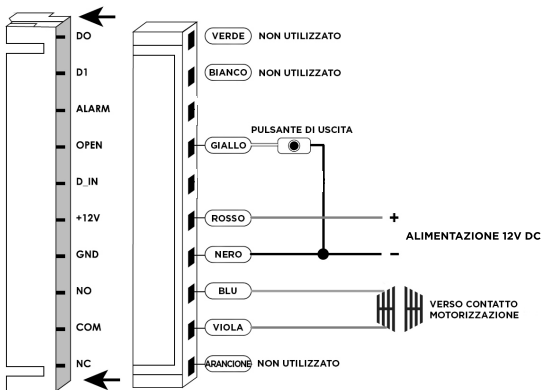 DO VERDE NON UTILIZZATO
D1 BIANCO NON UTILIZZATO
ALARM
PULSANTE DI USCITA
OPEN GIALLO
D_IN
+12V ROSSO +
ALIMENTAZIONE 12V DC
GND NERO –
NO BLU
VERSO CONTATTO
MOTORIZZAZIONE
COM VIOLA
NC ARANCIONE NON UTILIZZATO